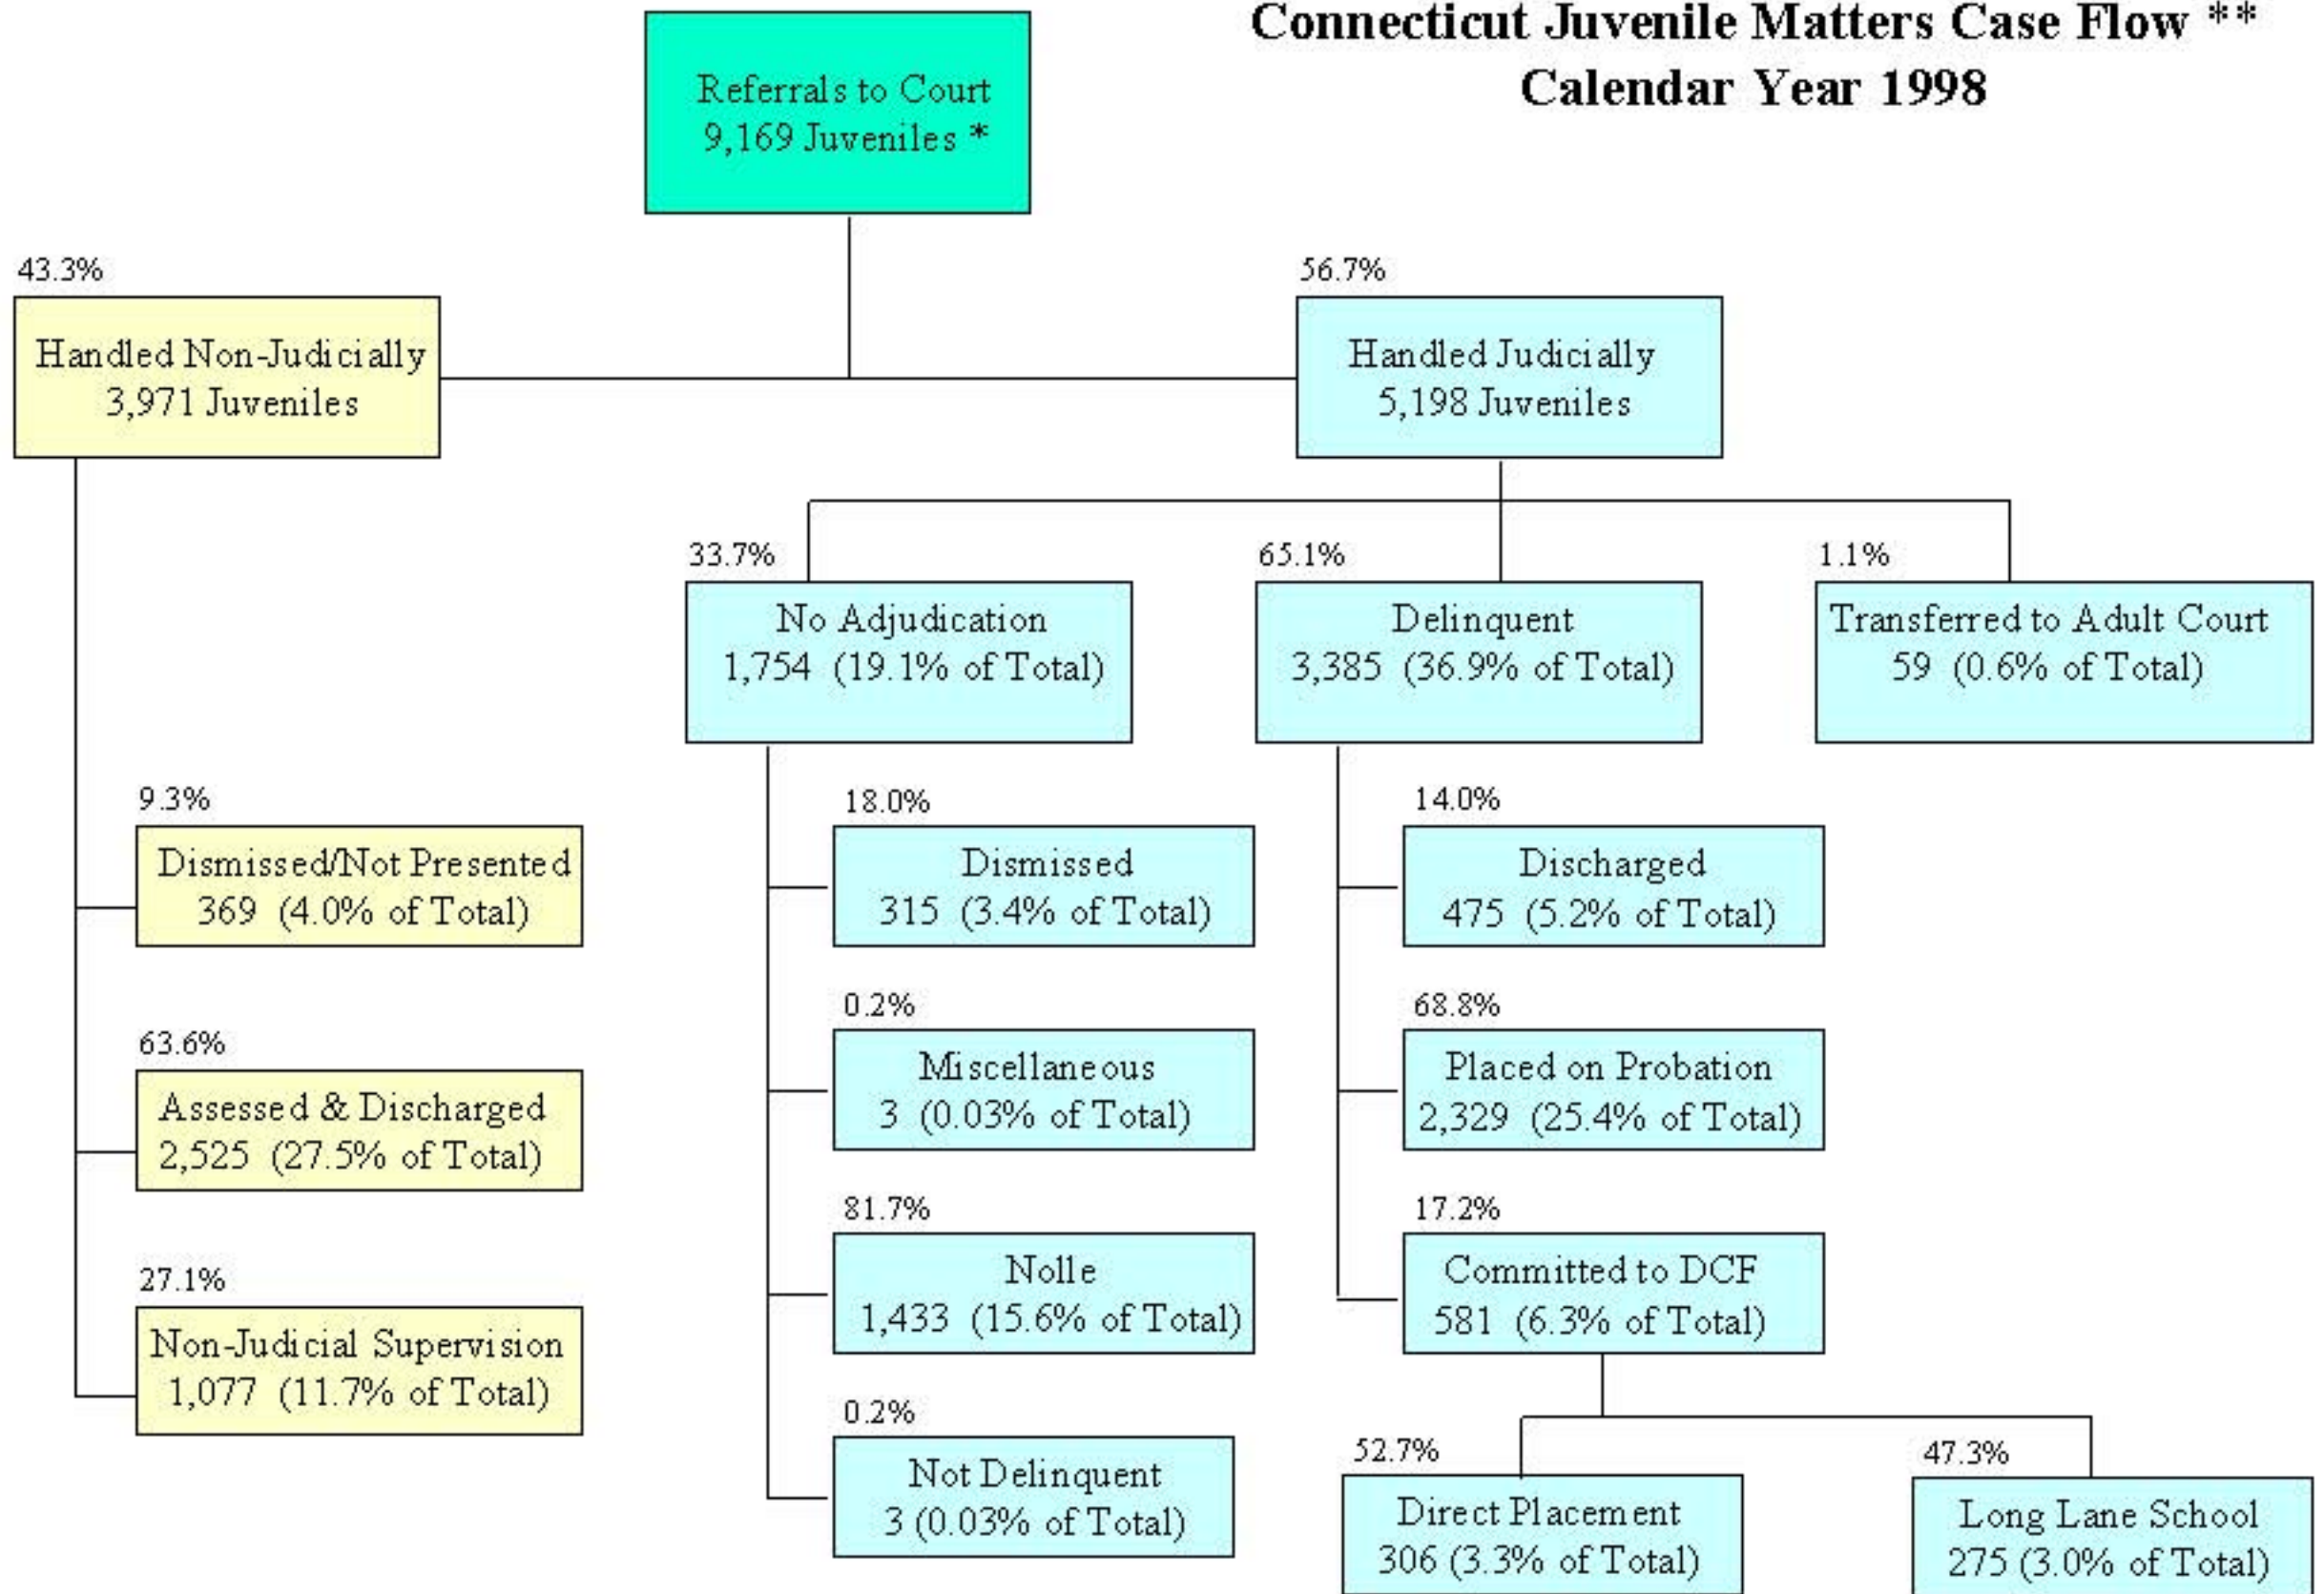 Connecticut Juvenile Matters Case Flow **
Calendar Year 1998
Referrals to Court
9,169 Juveniles *
43.3%
Handled Non-Judicially
3,971 Juveniles
56.7%
Handled Judicially
5,198 Juveniles
33.7%
No Adjudication
1,754 (19.1% of Total)
65.1%
Delinquent
3,385 (36.9% of Total)
1.1%
Transferred to Adult Court
59 (0.6% of Total)
9.3%
Dismissed/Not Presented
369 (4.0% of Total)
63.6%
Assessed & Discharged
2,525 (27.5% of Total)
27.1%
Non-Judicial Supervision
1,077 (11.7% of Total)
18.0%
Dismissed
315 (3.4% of Total)
0.2%
Miscellaneous
3 (0.03% of Total)
81.7%
Nolle
1,433 (15.6% of Total)
0.2%
Not Delinquent
3 (0.03% of Total)
14.0%
Discharged
475 (5.2% of Total)
68.8%
Placed on Probation
2,329 (25.4% of Total)
17.2%
Committed to DCF
581 (6.3% of Total)
52.7%
Direct Placement
306 (3.3% of Total)
47.3%
Long Lane School
275 (3.0% of Total)